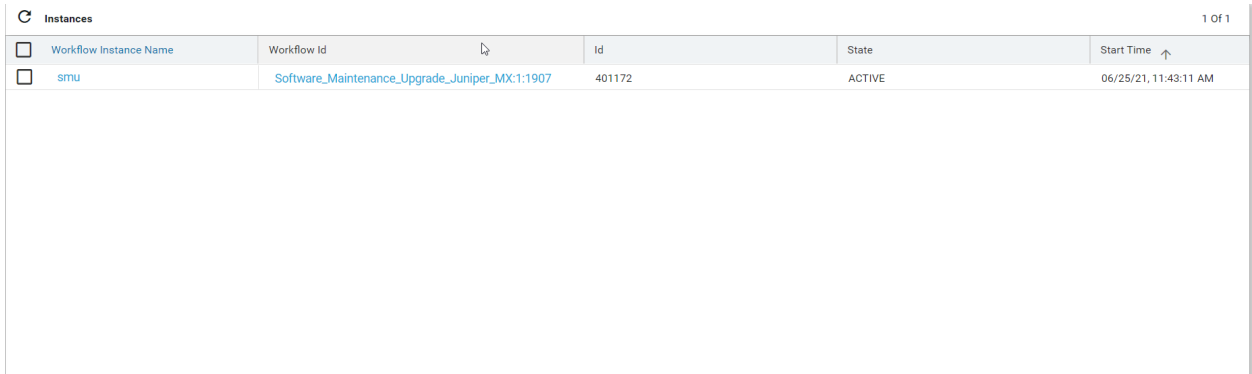 Instances 1 Of 1
Workflow Instance Name Workflow Id Id State Start Time
smu Software_Maintenance_Upgrade_Juniper_MX:1:1907 401172 ACTIVE 06/25/21, 11:43:11 AM